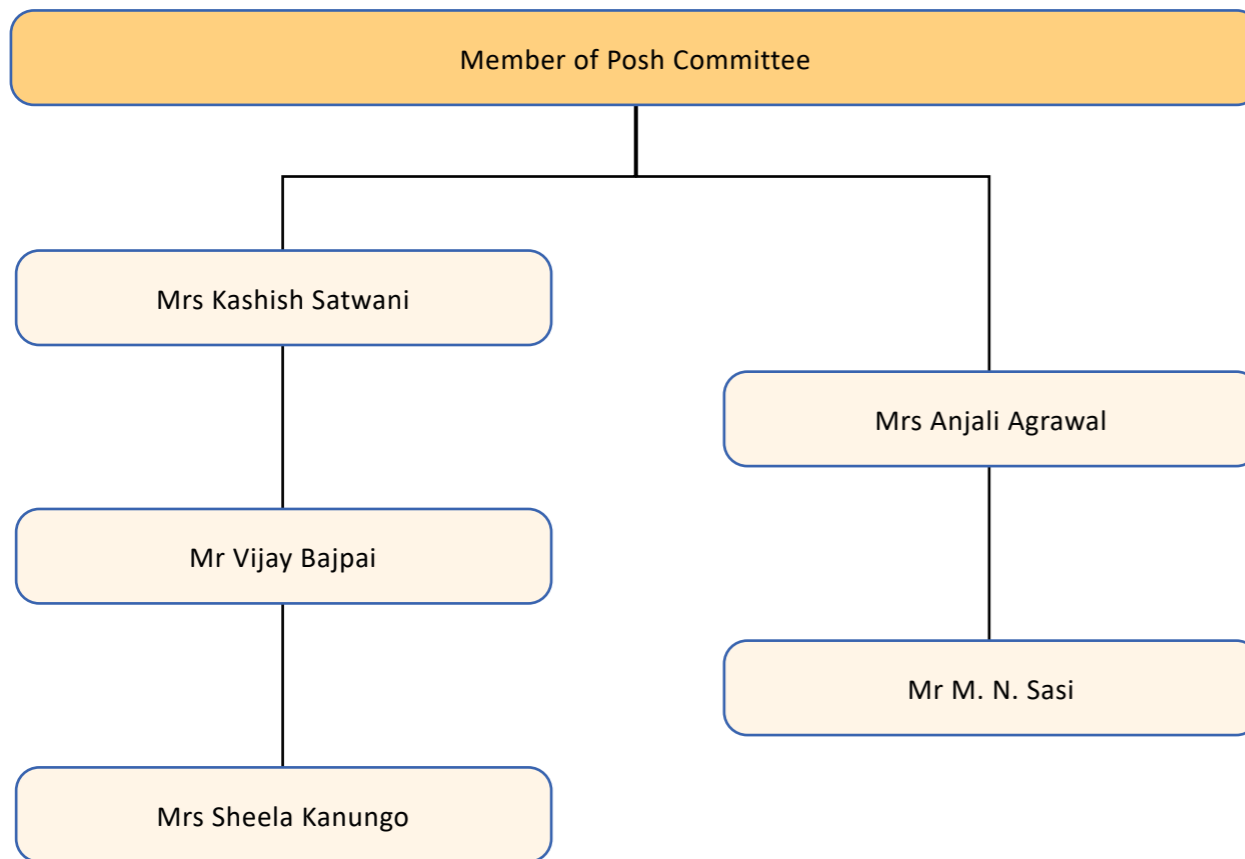 Member of Posh Committee
Mrs Kashish Satwani
Mrs Anjali Agrawal
Mr Vijay Bajpai
Mr M. N. Sasi
Mrs Sheela Kanungo